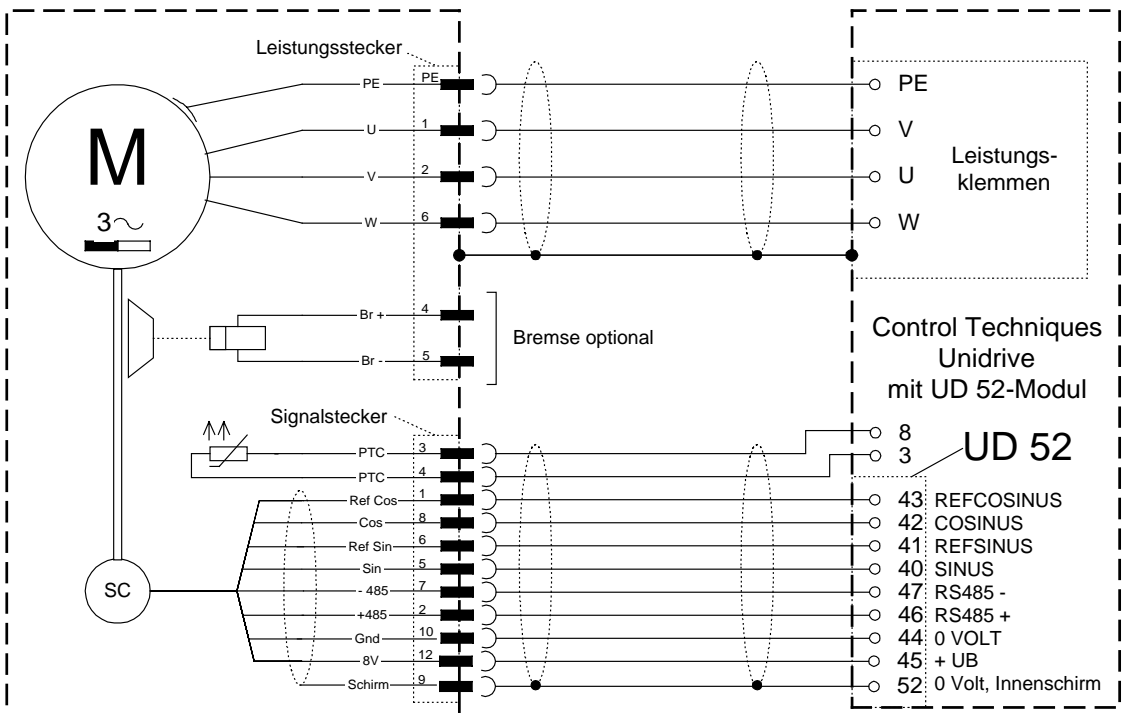 Leistungsstecker
PE PE PE
U 1 V
V 2 U
W 6 W
Leistungs-
klemmen
M
3
Br + 4
Br - 5
Bremse optional
Control Techniques
Unidrive
mit UD 52-Modul
Signalstecker
PTC 3 8
PTC 4 3
UD 52
Ref Cos 1 43 REFCOSINUS
Cos 8 42 COSINUS
Ref Sin 6 41 REFSINUS
Sin 5 40 SINUS
- 485 7 47 RS485 -
+485 2 46 RS485 +
Gnd 10 44 0 VOLT
8V 12 45 + UB
Schirm 9 52 0 Volt, Innenschirm
SC